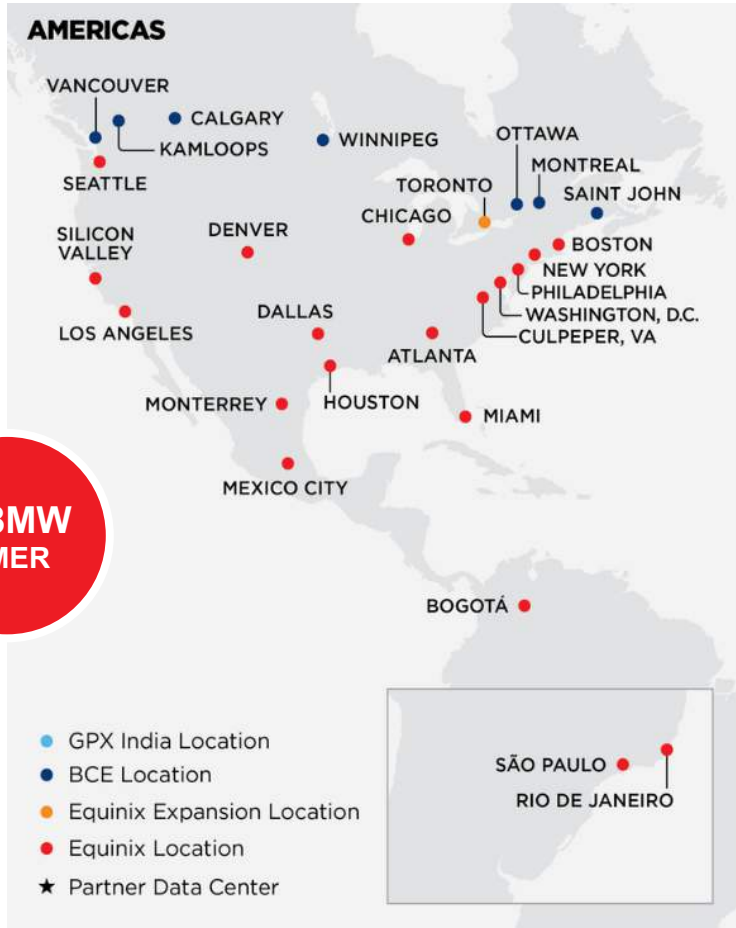 AMERICAS
VANCOUVER
CALGARY
KAMLOOPS
WINNIPEG
OTTAWA
MONTREAL
SAINT JOHN
TORONTO
SEATTLE
CHICAGO
SILICON
VALLEY
DENVER
BOSTON
NEW YORK
PHILADELPHIA
WASHINGTON, D.C.
CULPEPER, VA
LOS ANGELES
DALLAS
ATLANTA
MONTERREY
HOUSTON
MIAMI
MEXICO CITY
BOGOTÁ
GPX India Location
BCE Location
Equinix Expansion Location
Equinix Location
★ Partner Data Center
SÃO PAULO
RIO DE JANEIRO